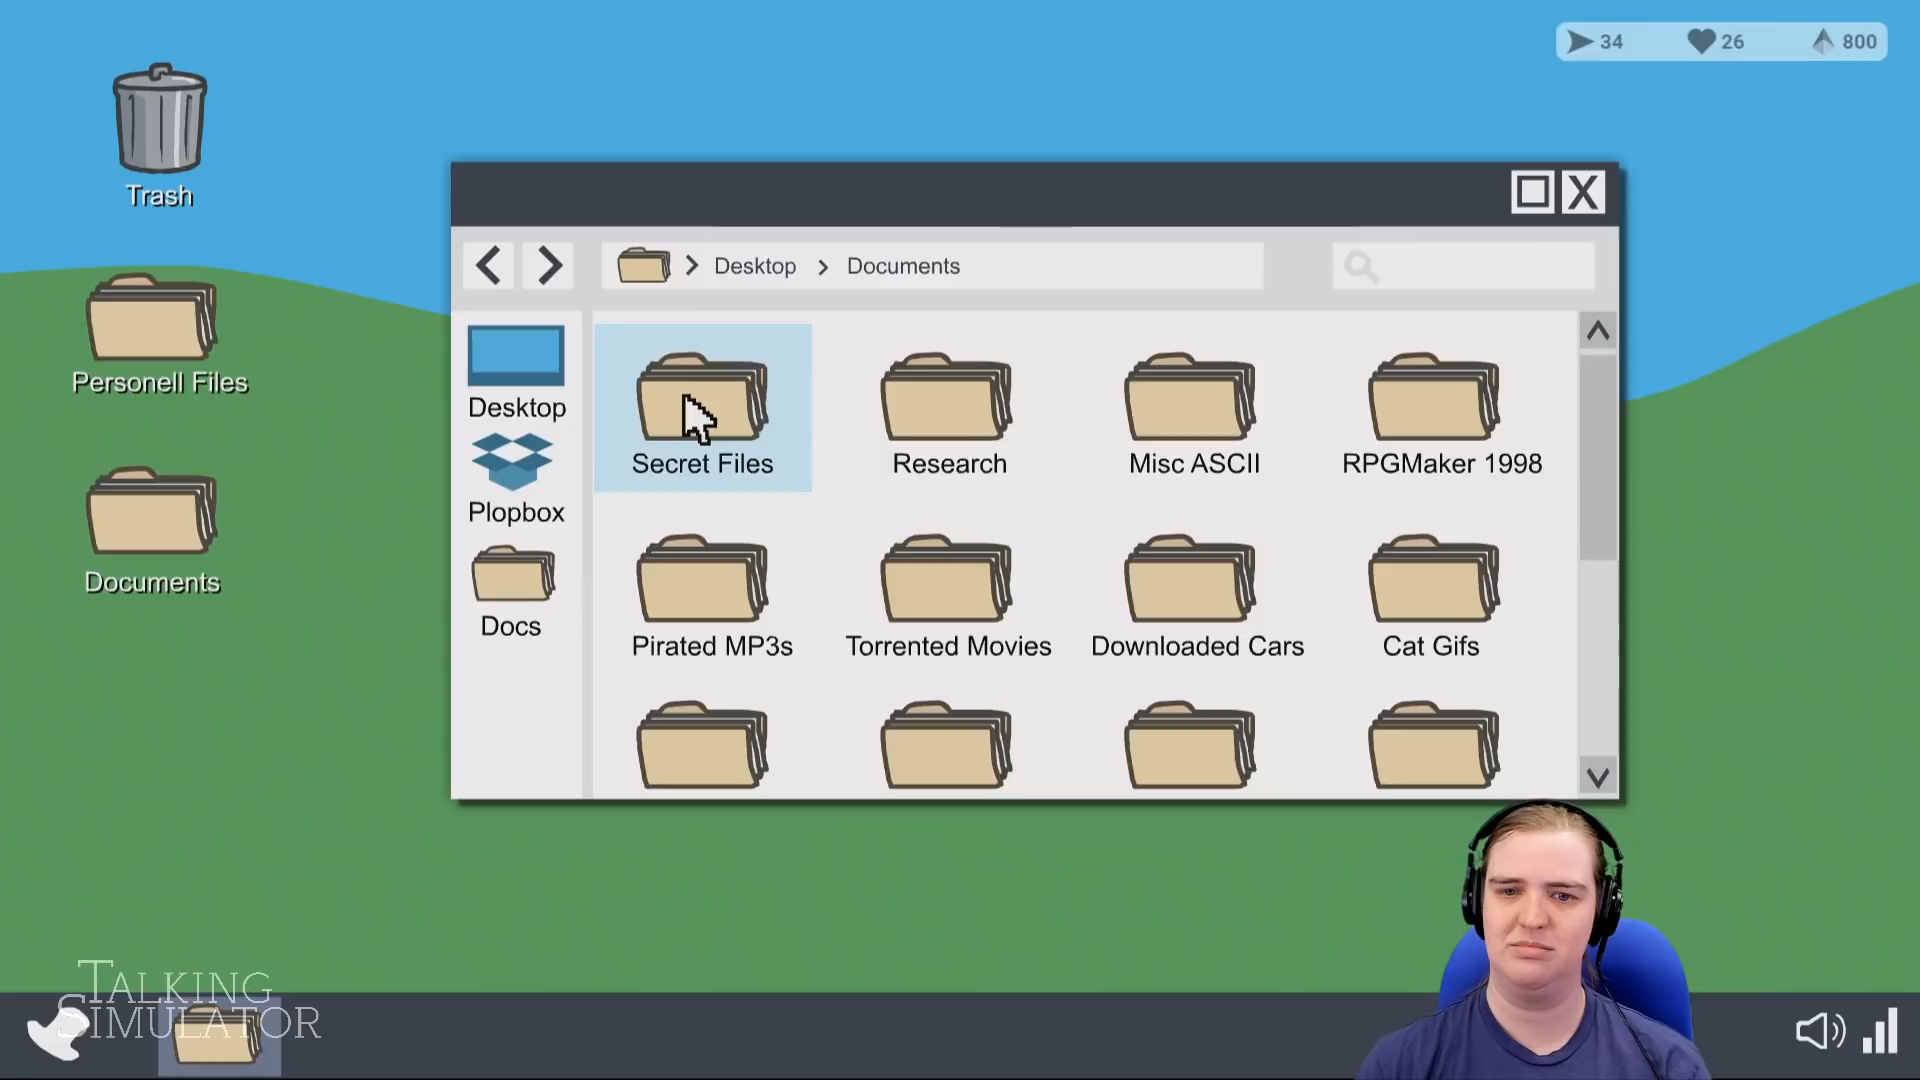 34
26
800
Trash
Desktop
Documents
Personell Files
Desktop
Secret Files
Research
Misc ASCII
RPGMaker 1998
Plopbox
Documents
Docs
Pirated MP3s
Torrented Movies
Downloaded Cars
Cat Gifs
TALKING
SIMULATOR